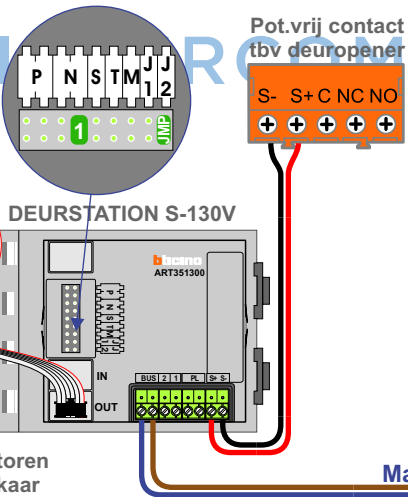 Pot.vrij contact
tbv deuropener
RCOM
P N S T M J1 J2
1 JMP
S- S+ C NC NO
DEURSTATION S-130V
bticino
ART351300
P N S T M 1 2
IN
BUS 2 1 PL S+ S-
OUT
toren
kaar
Ma